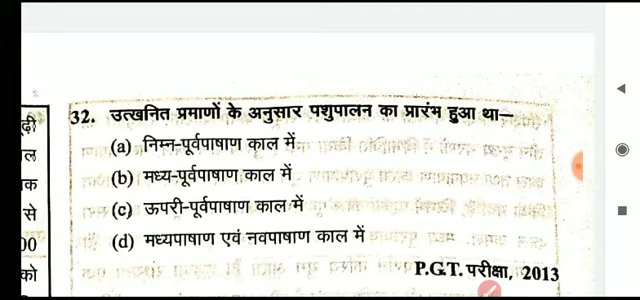 32. उत्खनित प्रमाणों के अनुसार पशुपालन का प्रारंभ हुआ था—
(a) निम्न-पूर्वपाषाण काल में
(b) मध्य-पूर्वपाषाण काल में
(c) ऊपरी-पूर्वपाषाण काल में
(d) मध्यपाषाण एवं नवपाषाण काल में
P.G.T. परीक्षा, 2013
से
को